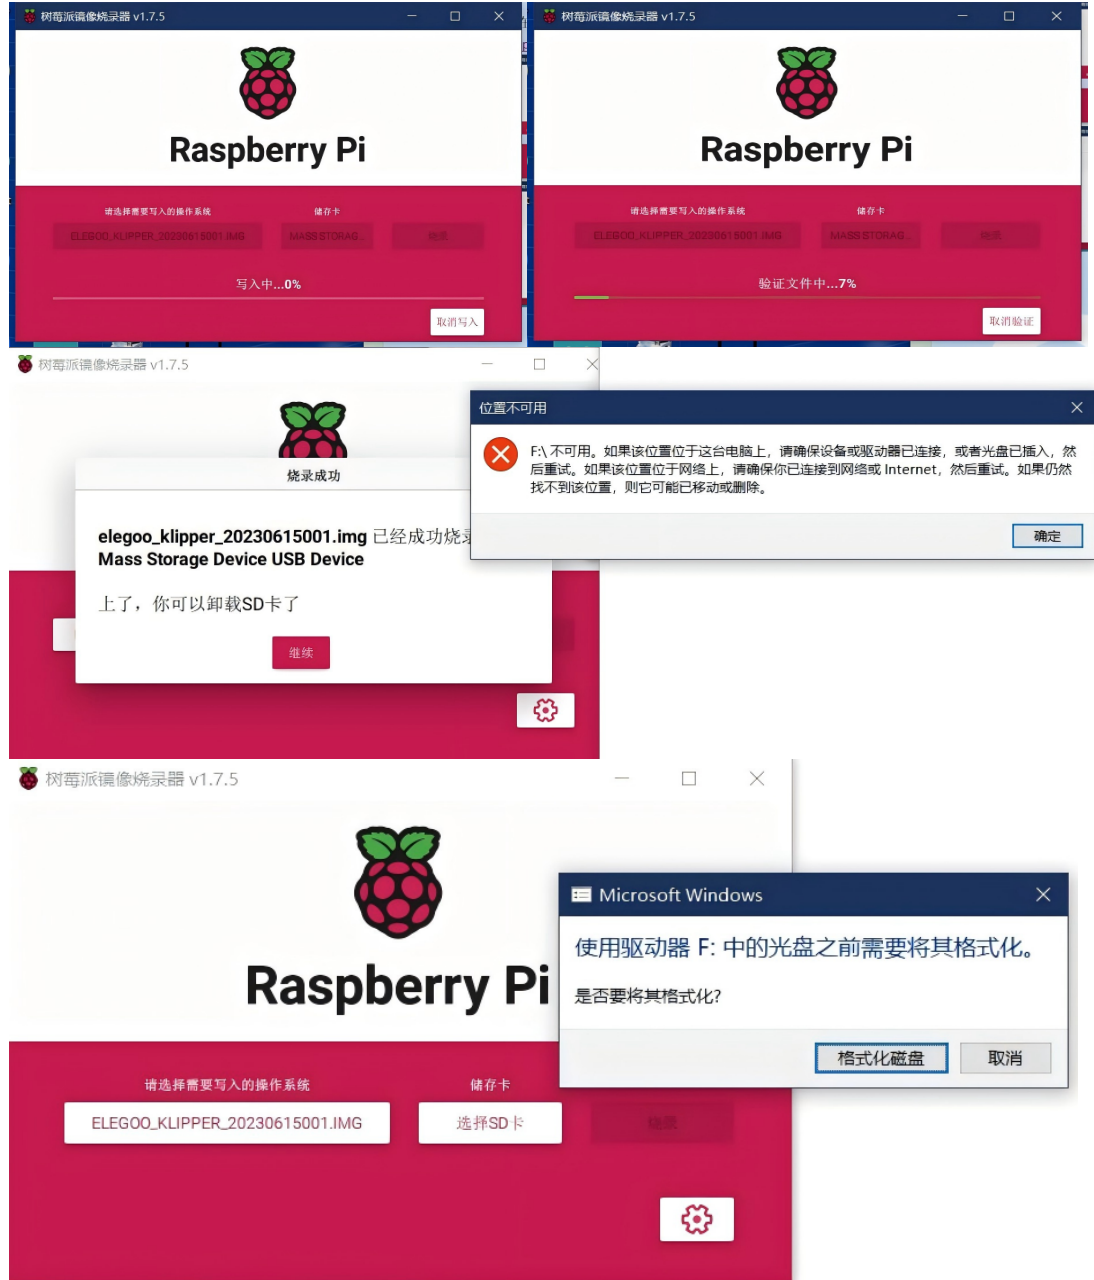 树莓派镜像烧录器 v1.7.5
Raspberry Pi
请选择需要写入的操作系统
储存卡
ELEGOO_KLIPPER_20230615001.IMG
MASS STORAG...
烧录
写入中...0%
取消写入
树莓派镜像烧录器 v1.7.5
Raspberry Pi
请选择需要写入的操作系统
储存卡
ELEGOO_KLIPPER_20230615001.IMG
MASS STORAG...
烧录
验证文件中...7%
取消验证
树莓派镜像烧录器 v1.7.5
烧录成功
elegoo_klipper_20230615001.img 已经成功烧录
Mass Storage Device USB Device
上了，你可以卸载SD卡了
继续
位置不可用
F:\ 不可用。如果该位置位于这台电脑上，请确保设备或驱动器已连接，或者光盘已插入，然
后重试。如果该位置位于网络上，请确保你已连接到网络或 Internet，然后重试。如果仍然
找不到该位置，则它可能已移动或删除。
确定
树莓派镜像烧录器 v1.7.5
Raspberry Pi
请选择需要写入的操作系统
储存卡
ELEGOO_KLIPPER_20230615001.IMG
选择SD卡
烧录
Microsoft Windows
使用驱动器 F: 中的光盘之前需要将其格式化。
是否要将其格式化?
格式化磁盘
取消